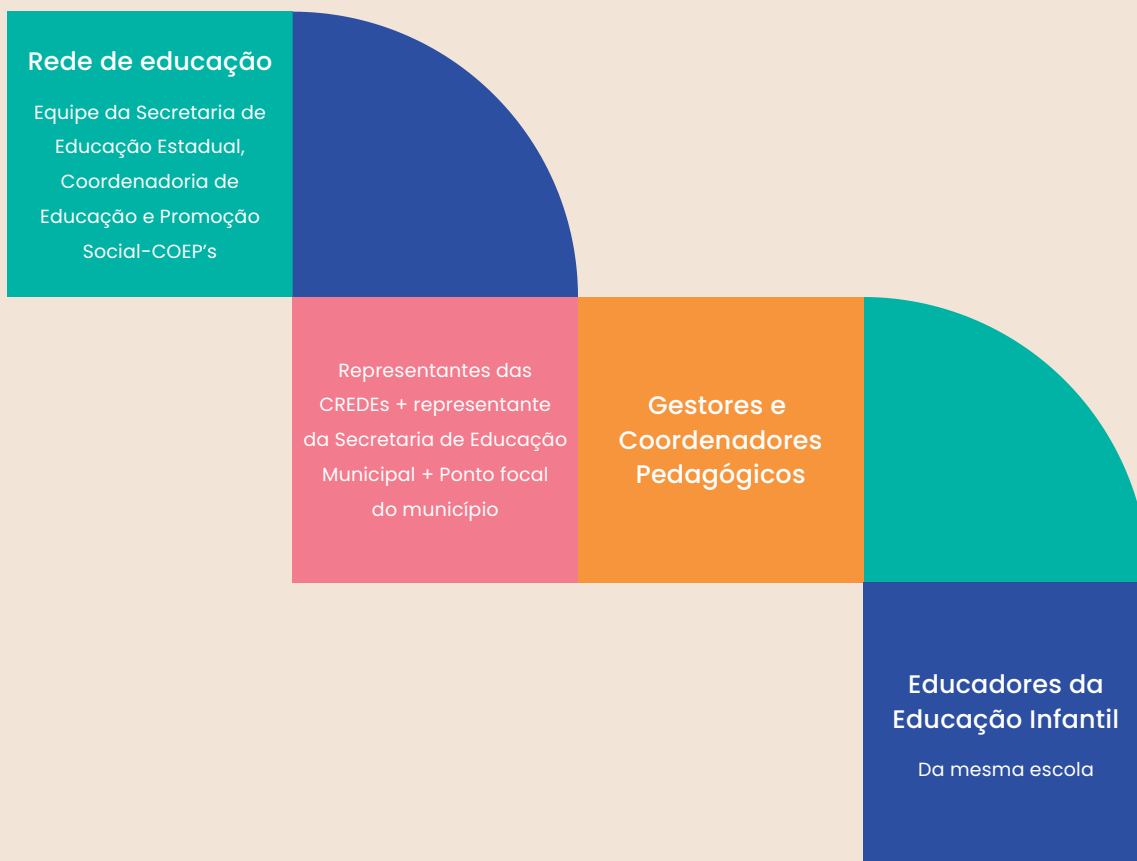 Rede de educação
Equipe da Secretaria de
Educação Estadual,
Coordenadoria de
Educação e Promoção
Social-COEP’s
Representantes das
CREDEs + representante
da Secretaria de Educação
Municipal + Ponto focal
do município
Gestores e
Coordenadores
Pedagógicos
Educadores da
Educação Infantil
Da mesma escola